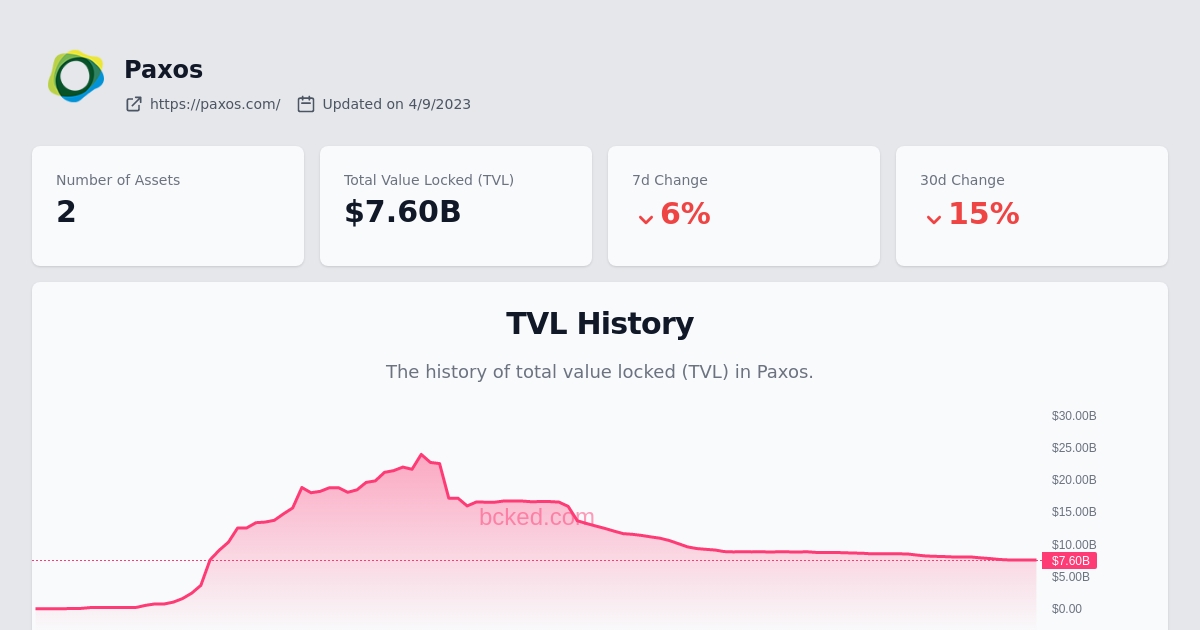 Paxos
https://paxos.com/ Updated on 4/9/2023
Number of Assets
2
Total Value Locked (TVL)
$7.60B
7d Change
6%
30d Change
15%
TVL History
The history of total value locked (TVL) in Paxos.
$30.00B
$25.00B
$20.00B
$15.00B
bcked.com
$10.00B
$7.60B
$5.00B
$0.00